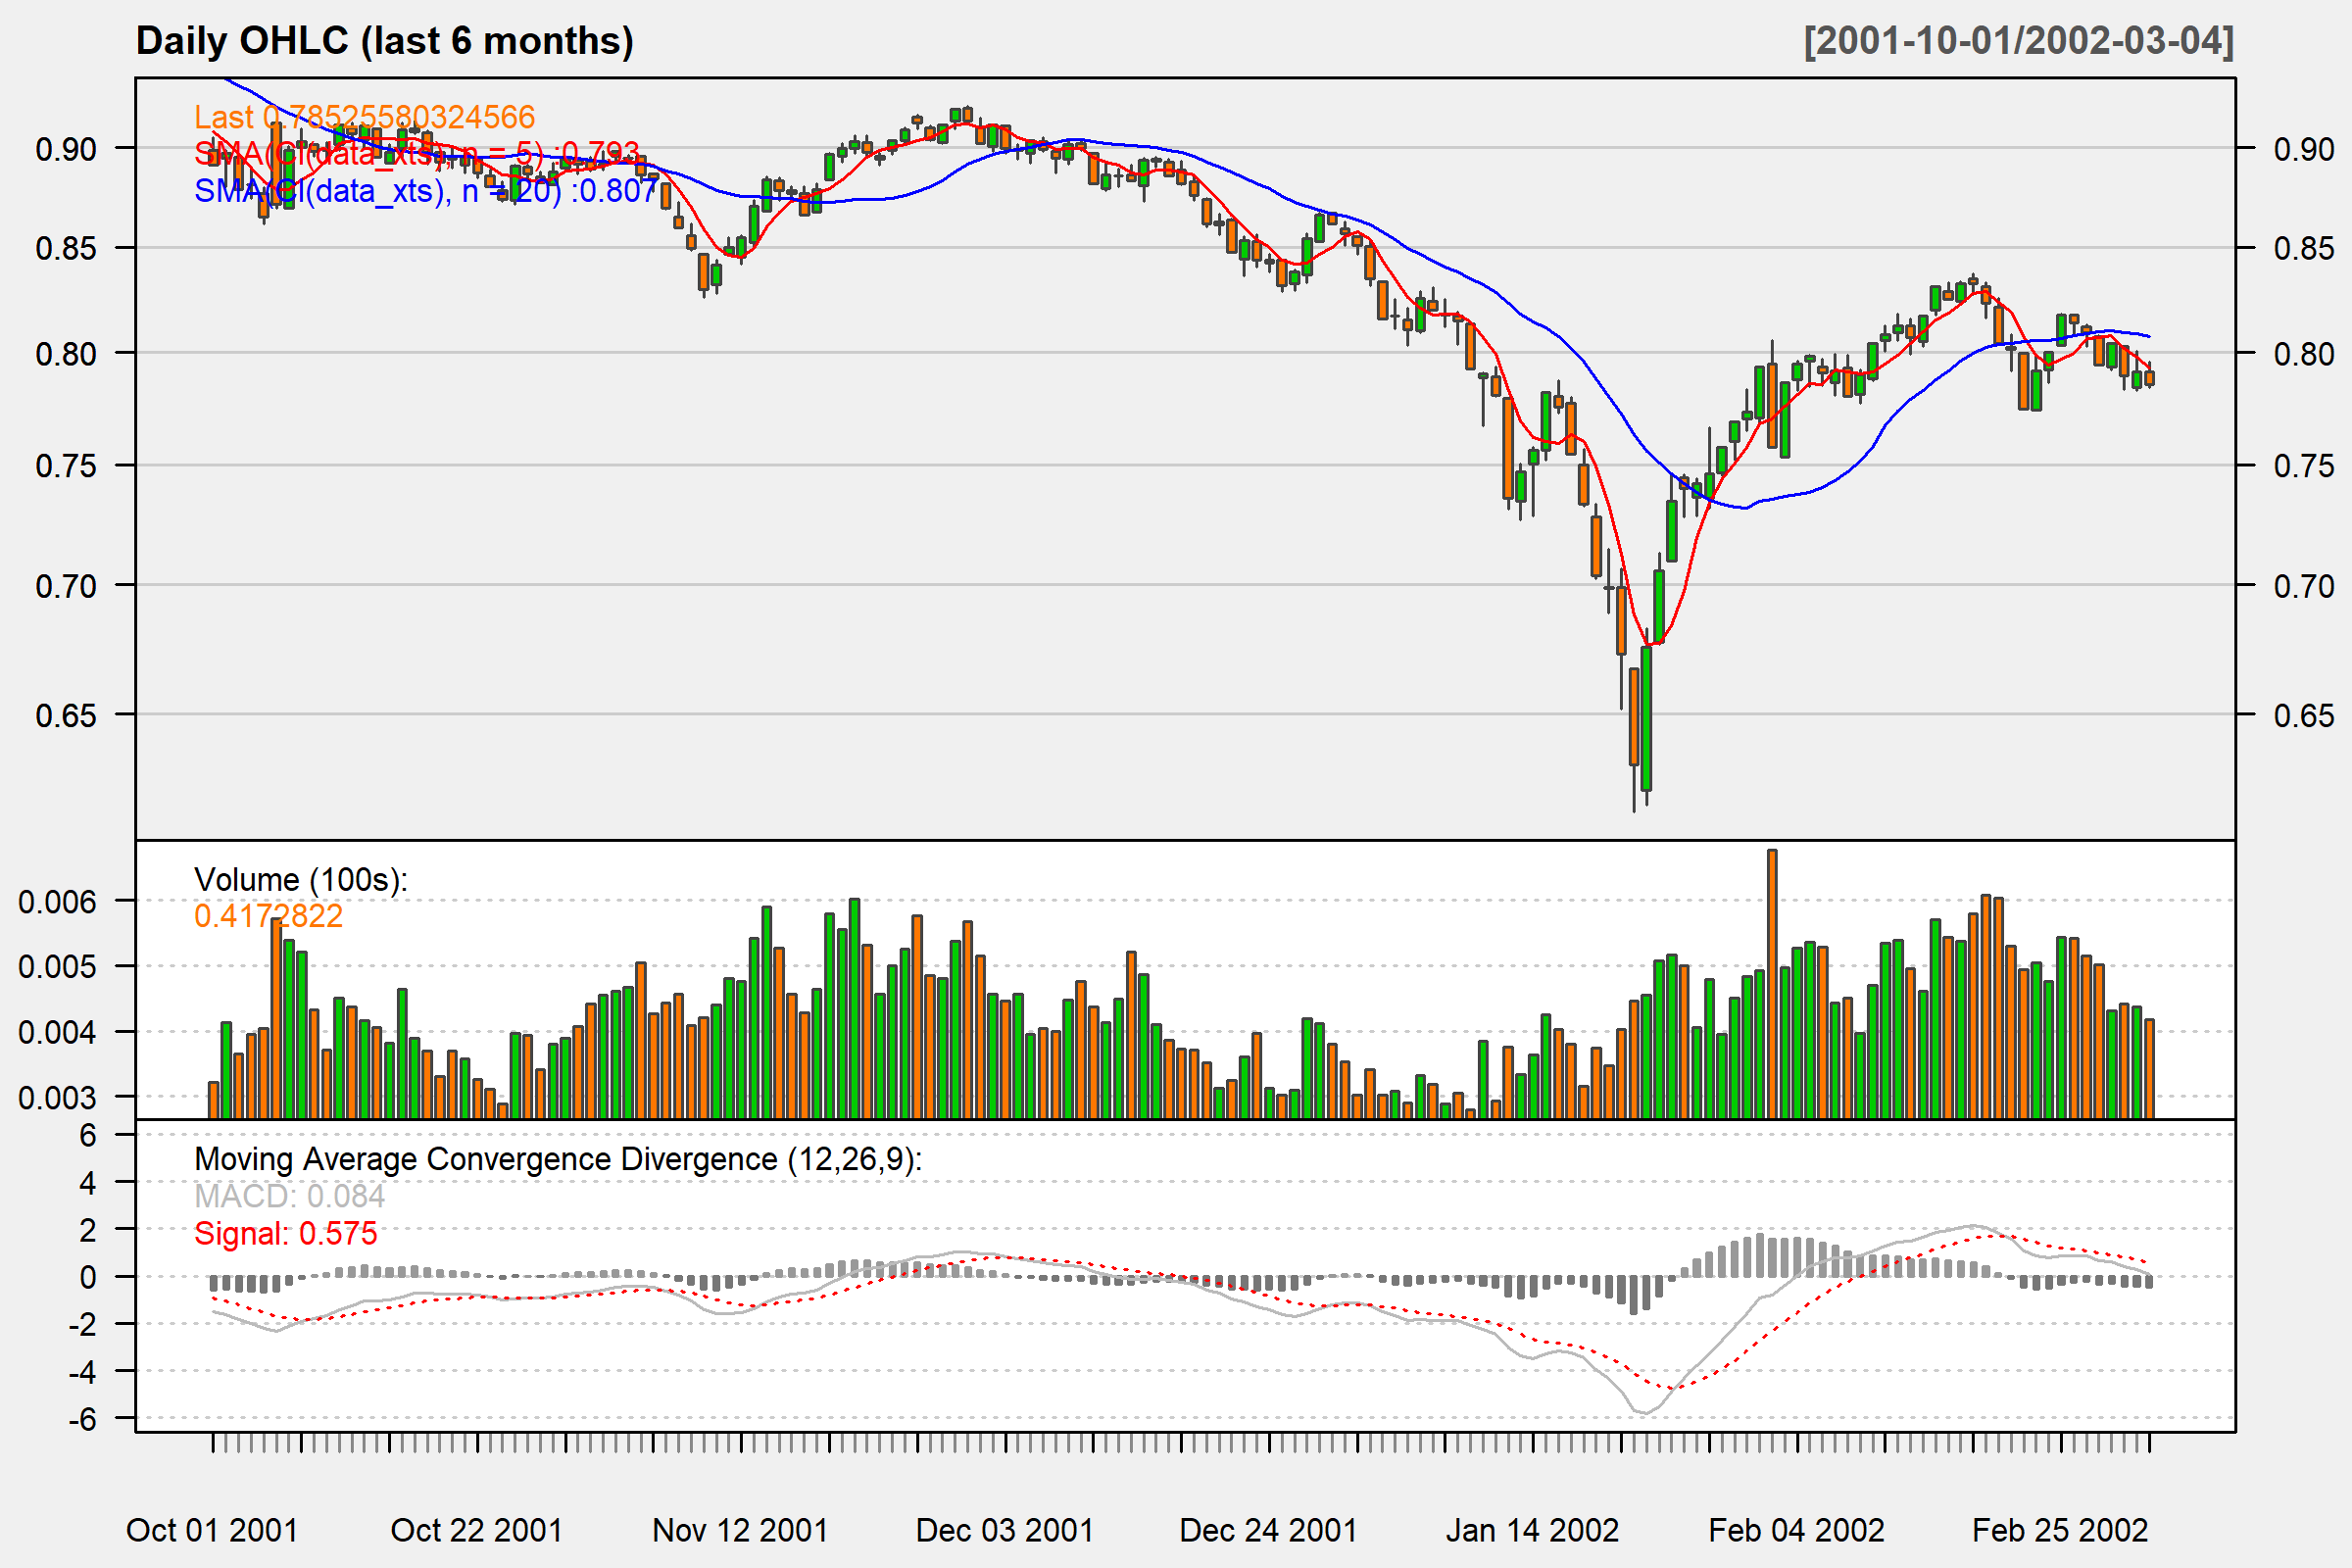 Daily OHLC (last 6 months) [2001-10-01/2002-03-04]
Last 0.78525580324566
SMA(Cl(data_xts), n = 5) :0.793
SMA(Cl(data_xts), n = 20) :0.807
0.90 0.90
0.85 0.85
0.80 0.80
0.75 0.75
0.70 0.70
0.65 0.65
Volume (100s):
0.4172822
0.006
0.005
0.004
0.003
Moving Average Convergence Divergence (12,26,9):
MACD: 0.084
Signal: 0.575
6
4
2
0
-2
-4
-6
Oct 01 2001 Oct 22 2001 Nov 12 2001 Dec 03 2001 Dec 24 2001 Jan 14 2002 Feb 04 2002 Feb 25 2002